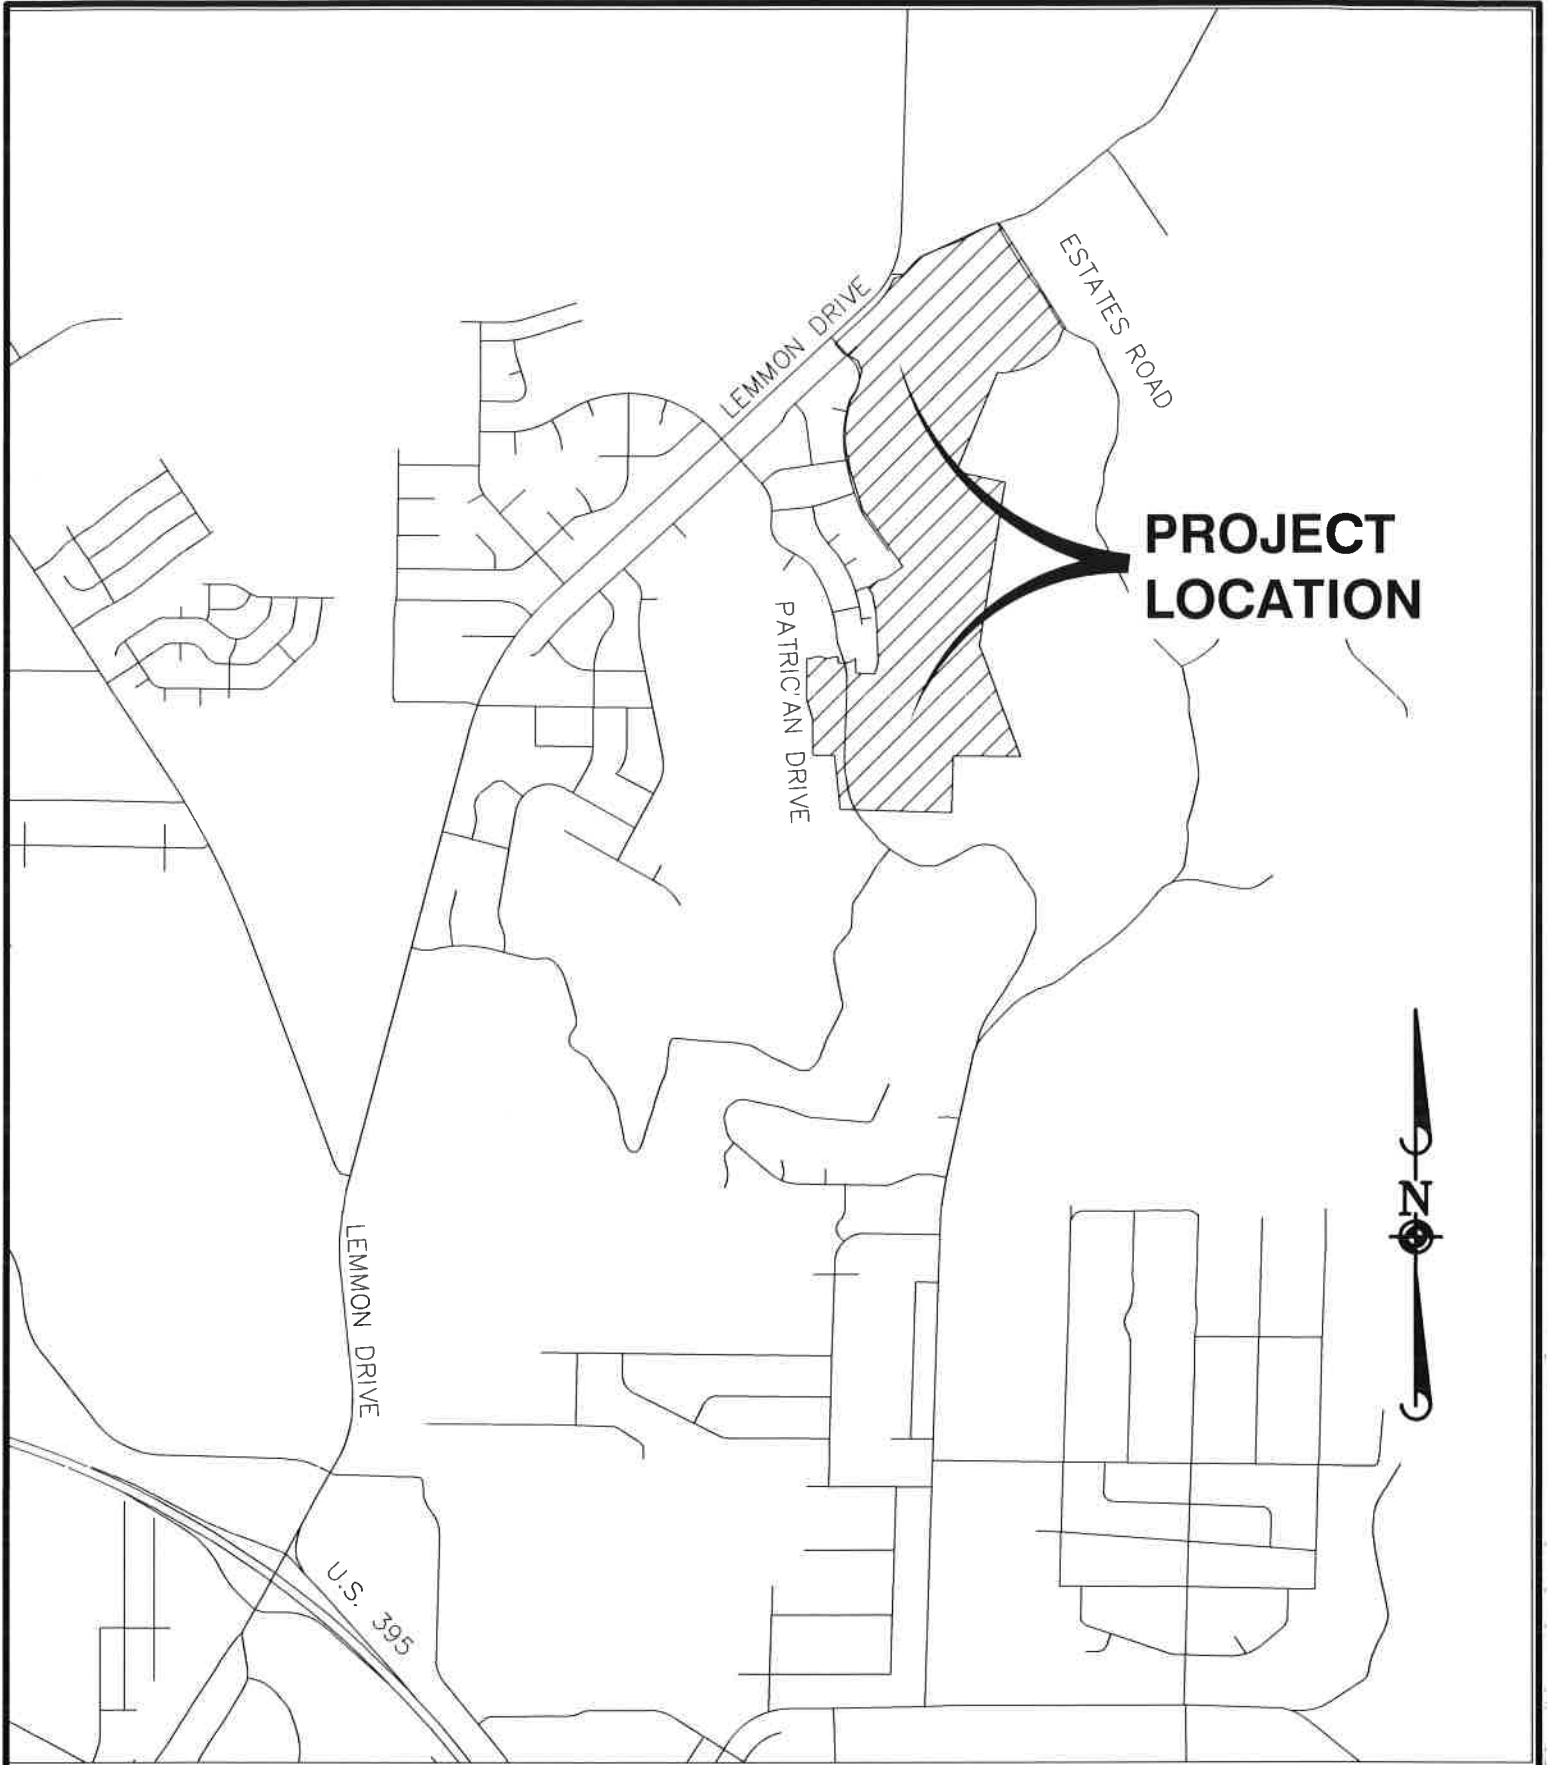 LEMMON DRIVE
ESTATES ROAD
PROJECT
LOCATION
PATRIC'AN DRIVE
N
LEMMON DRIVE
U.S. 395